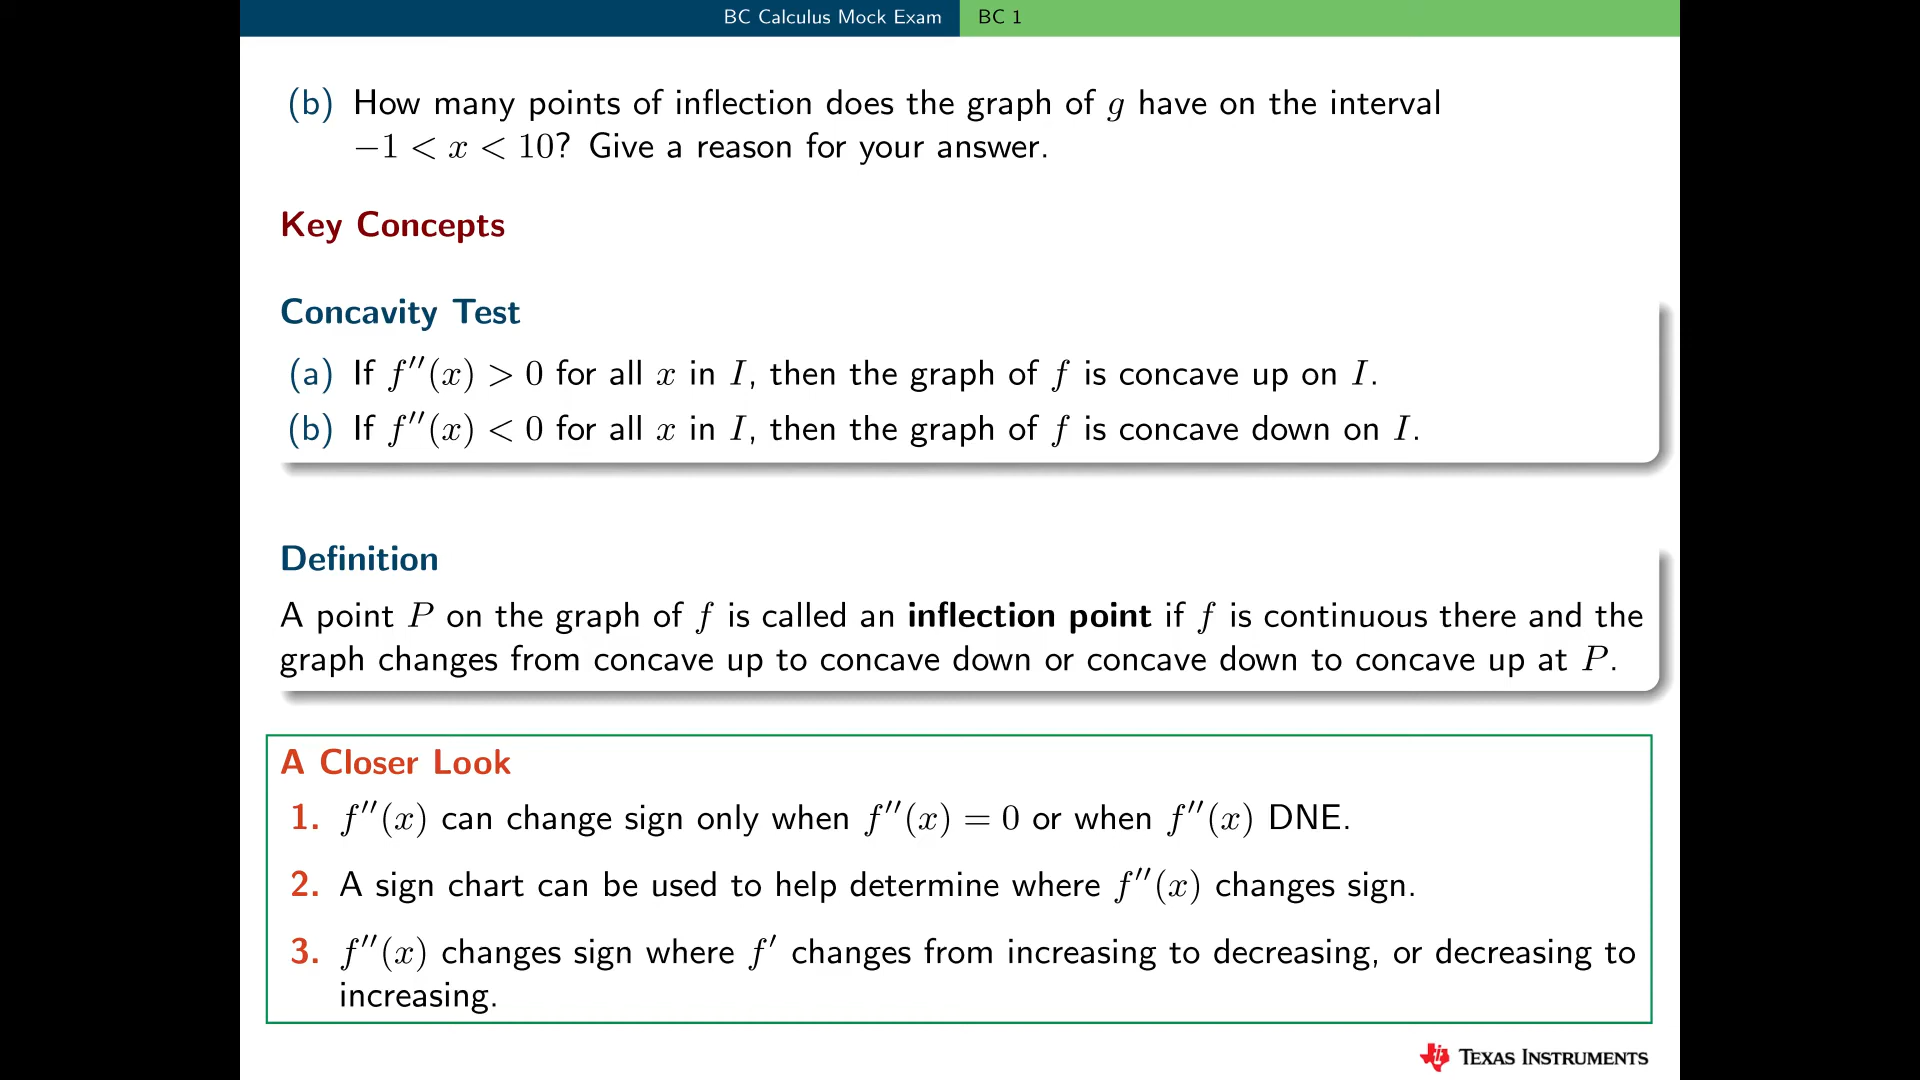 BC Calculus Mock Exam BC 1
(b) How many points of inflection does the graph of g have on the interval
−1 < x < 10? Give a reason for your answer.
Key Concepts
Concavity Test
(a) If f″(x) > 0 for all x in I, then the graph of f is concave up on I.
(b) If f″(x) < 0 for all x in I, then the graph of f is concave down on I.
Definition
A point P on the graph of f is called an inflection point if f is continuous there and the
graph changes from concave up to concave down or concave down to concave up at P.
A Closer Look
1. f″(x) can change sign only when f″(x) = 0 or when f″(x) DNE.
2. A sign chart can be used to help determine where f″(x) changes sign.
3. f″(x) changes sign where f′ changes from increasing to decreasing, or decreasing to
increasing.
TEXAS INSTRUMENTS